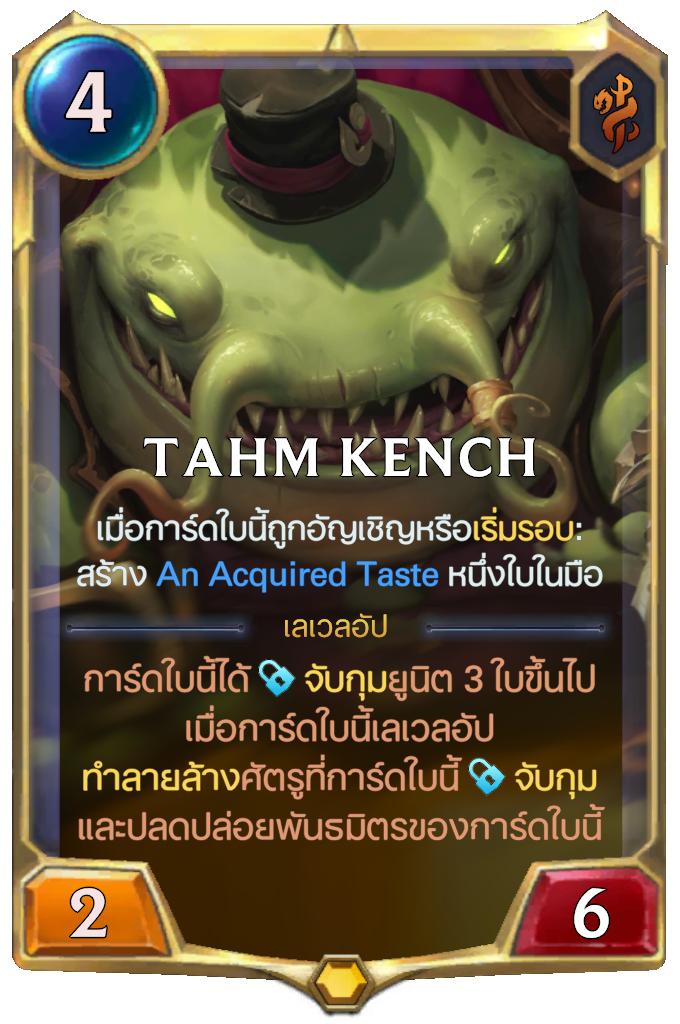 4
TAHM KENCH
เมื่อการ์ดใบนี้ถูกอัญเชิญหรือเริ่มรอบ:
สร้าง An Acquired Taste หนึ่งใบในมือ
เลเวลอัป
การ์ดใบนี้ได้ จับกุมยูนิต 3 ใบขึ้นไป
เมื่อการ์ดใบนี้เลเวลอัป
ทำลายล้างศัตรูที่การ์ดใบนี้ จับกุม
และปลดปล่อยพันธมิตรของการ์ดใบนี้
2
6